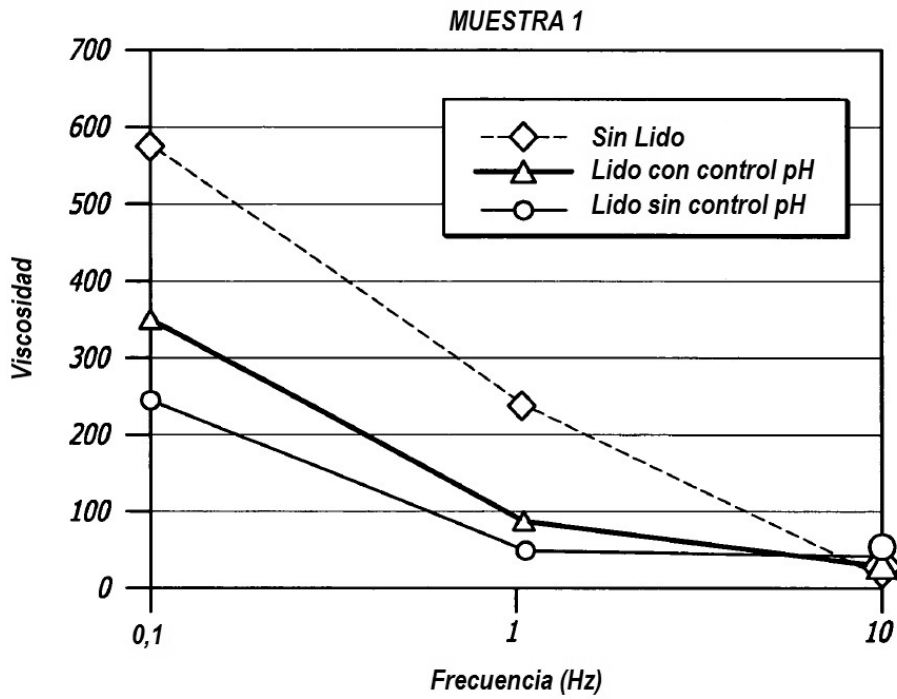 MUESTRA 1
700
600
500
400
300
200
100
0
Viscosidad
Sin Lido
Lido con control pH
Lido sin control pH
0,1
1
10
Frecuencia (Hz)